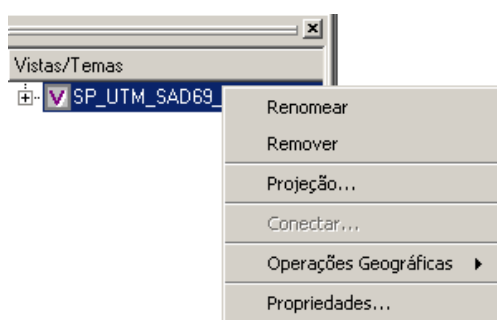 Vistas/Temas
V SP_UTM_SAD69_
Renomear
Remover
Projeção...
Conectar...
Operações Geográficas
Propriedades...